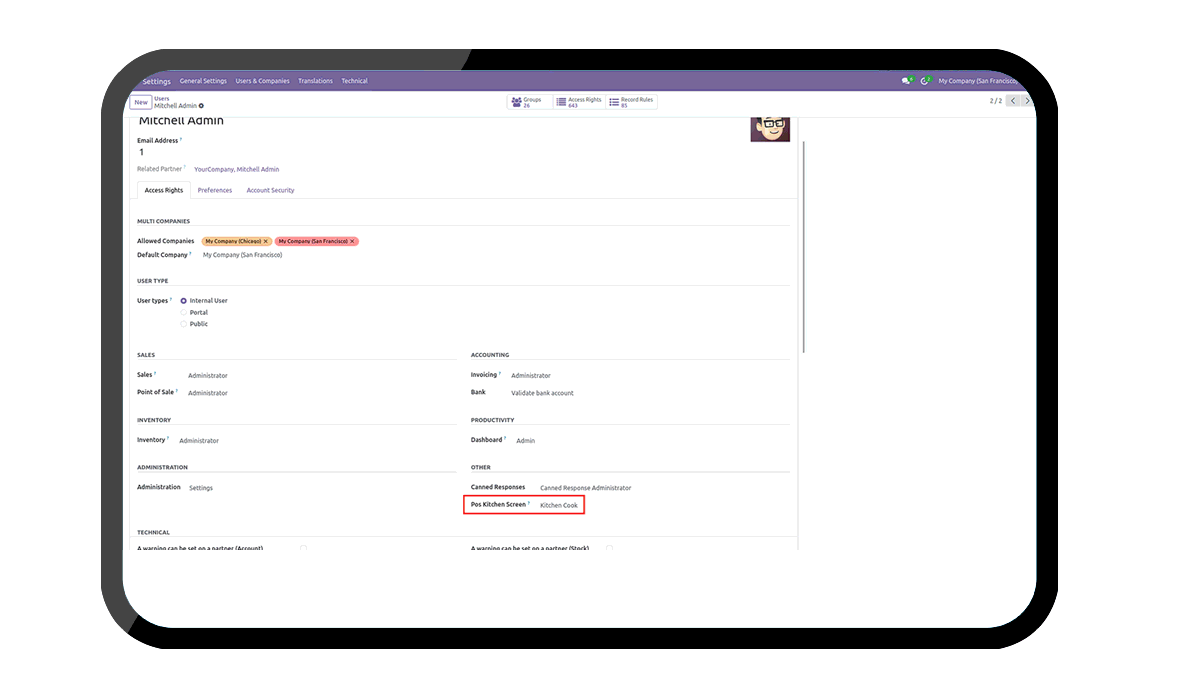 Settings General Settings Users & Companies Translations Technical My Company (San Francisco)
New Users
Mitchell Admin
Groups 26
Access Rights 643
Record Rules 85
2 / 2
Mitchell Admin
Email Address ?
1
Related Partner ? YourCompany, Mitchell Admin
Access Rights Preferences Account Security
MULTI COMPANIES
Allowed Companies My Company (Chicago) × My Company (San Francisco) ×
Default Company ? My Company (San Francisco)
USER TYPE
User types ? Internal User
Portal
Public
SALES
Sales ? Administrator
Point of Sale ? Administrator
ACCOUNTING
Invoicing ? Administrator
Bank Validate bank account
INVENTORY
Inventory ? Administrator
PRODUCTIVITY
Dashboard ? Admin
ADMINISTRATION
Administration Settings
OTHER
Canned Responses Canned Response Administrator
Pos Kitchen Screen ? Kitchen Cook
TECHNICAL
A warning can be set on a partner (Account)
A warning can be set on a partner (Stock)